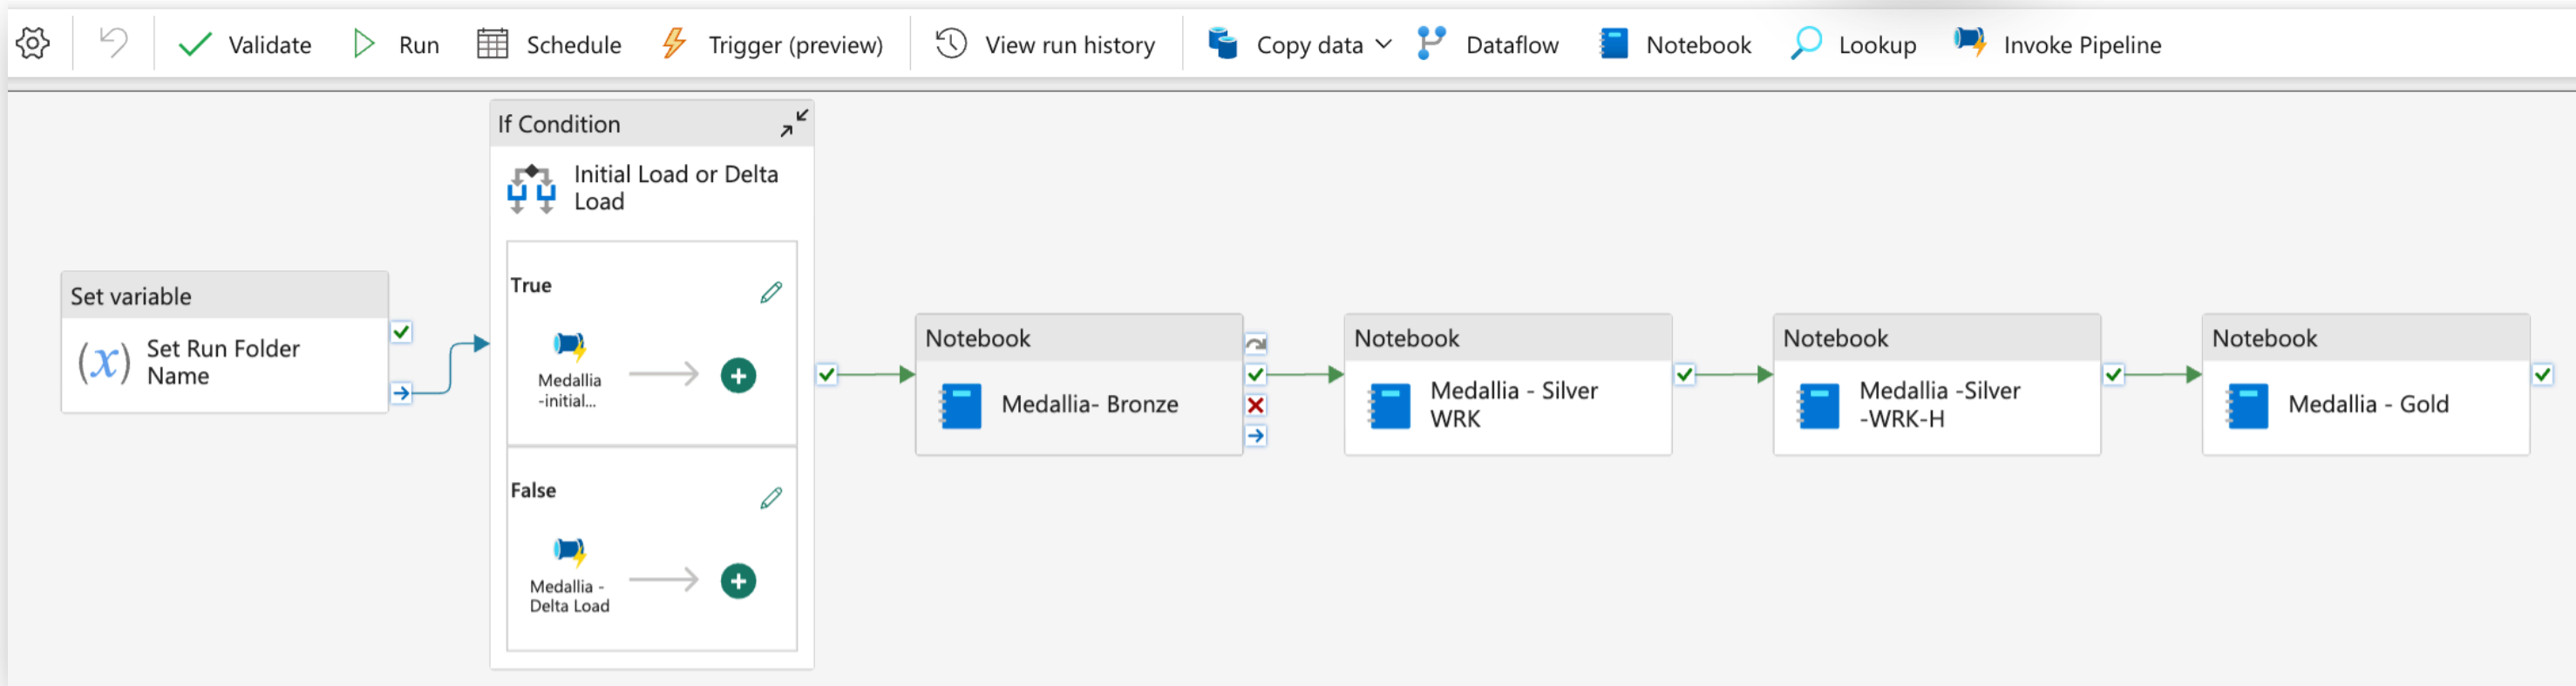 Validate
Run
Schedule
Trigger (preview)
View run history
Copy data
Dataflow
Notebook
Lookup
Invoke Pipeline
Set variable
(x)
Set Run Folder
Name
If Condition
Initial Load or Delta
Load
True
Medallia
-initial...
False
Medallia -
Delta Load
Notebook
Medallia- Bronze
Notebook
Medallia - Silver
WRK
Notebook
Medallia -Silver
-WRK-H
Notebook
Medallia - Gold